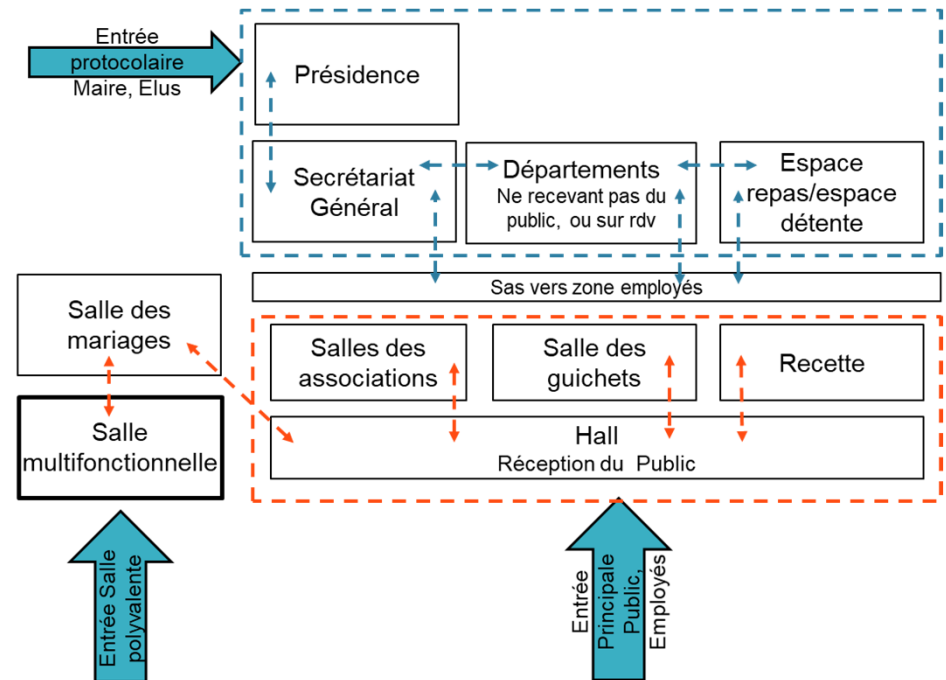 Entrée
protocolaire
Maire, Elus
Présidence
Secrétariat
Général
Départements
Ne recevant pas du
public, ou sur rdv
Espace
repas/espace
détente
Sas vers zone employés
Salle des
mariages
Salles des
associations
Salle des
guichets
Recette
Salle
multifonctionnelle
Hall
Réception du Public
Entrée Salle
polyvalente
Entrée
Principale
Public,
Employés